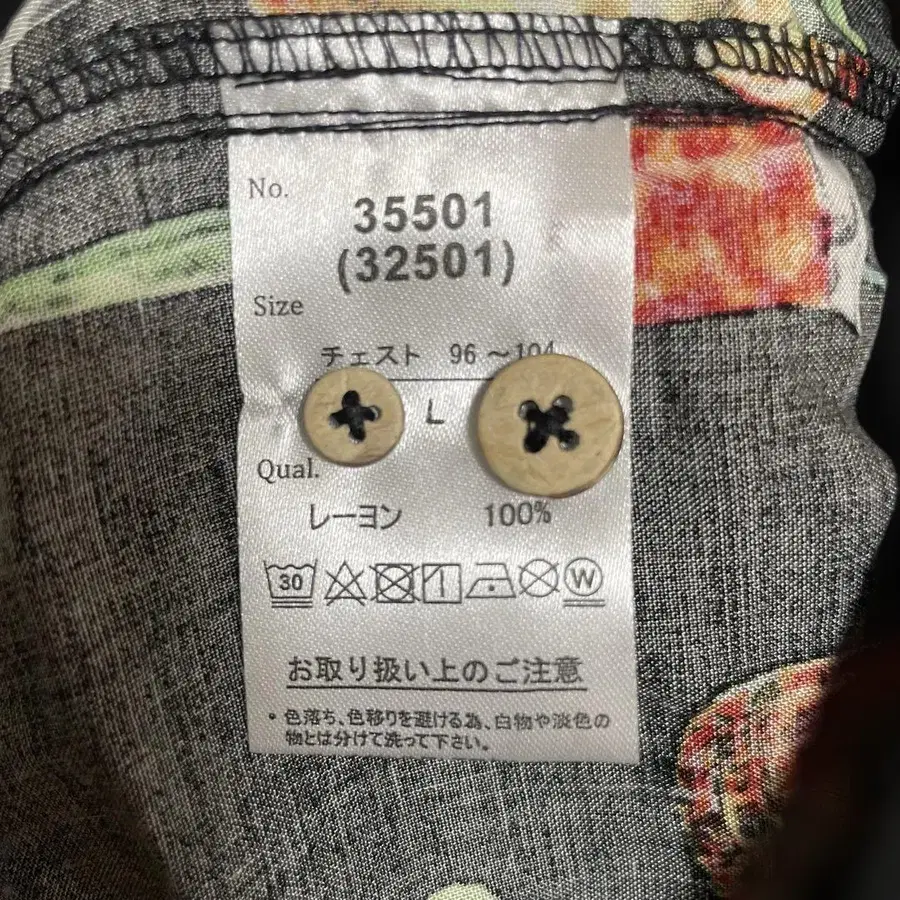 No.
35501
(32501)
Size
チェスト 96～104
L
Qual.
レーヨン 100%
30 W
お取り扱い上のご注意
・色落ち、色移りを避ける為、白物や淡色の
物とは分けて洗って下さい。